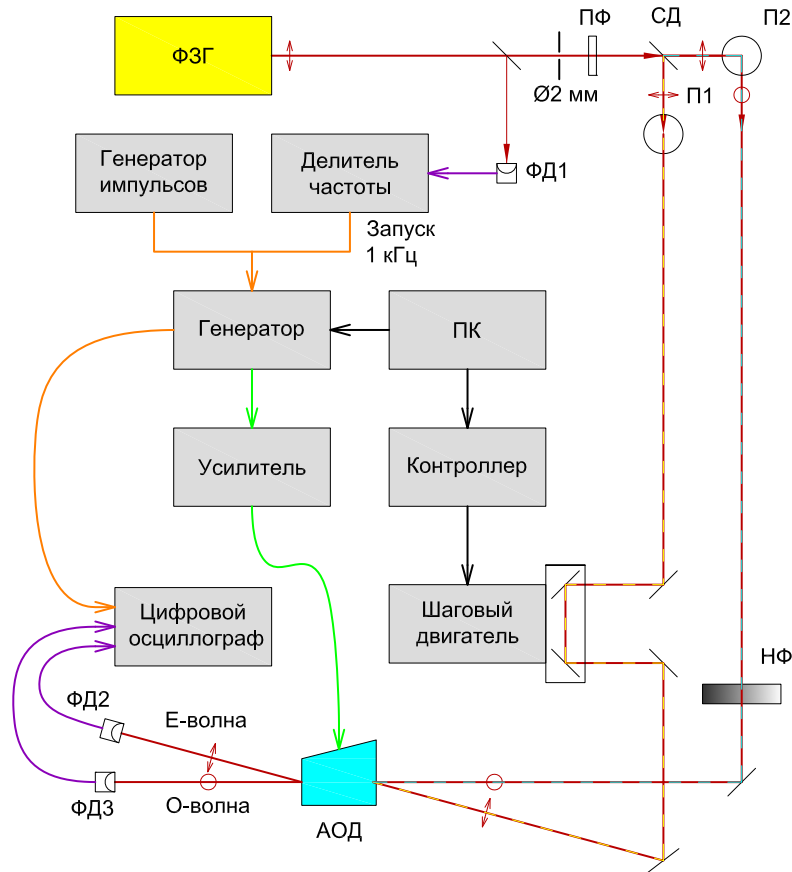 ФЗГ
ПФ
СД
П2
Ø2 мм
П1
ФД1
Генератор
импульсов
Делитель
частоты
Запуск
1 кГц
Генератор
ПК
Усилитель
Контроллер
Цифровой
осциллограф
Шаговый
двигатель
НФ
ФД2
Е-волна
ФД3
О-волна
АОД